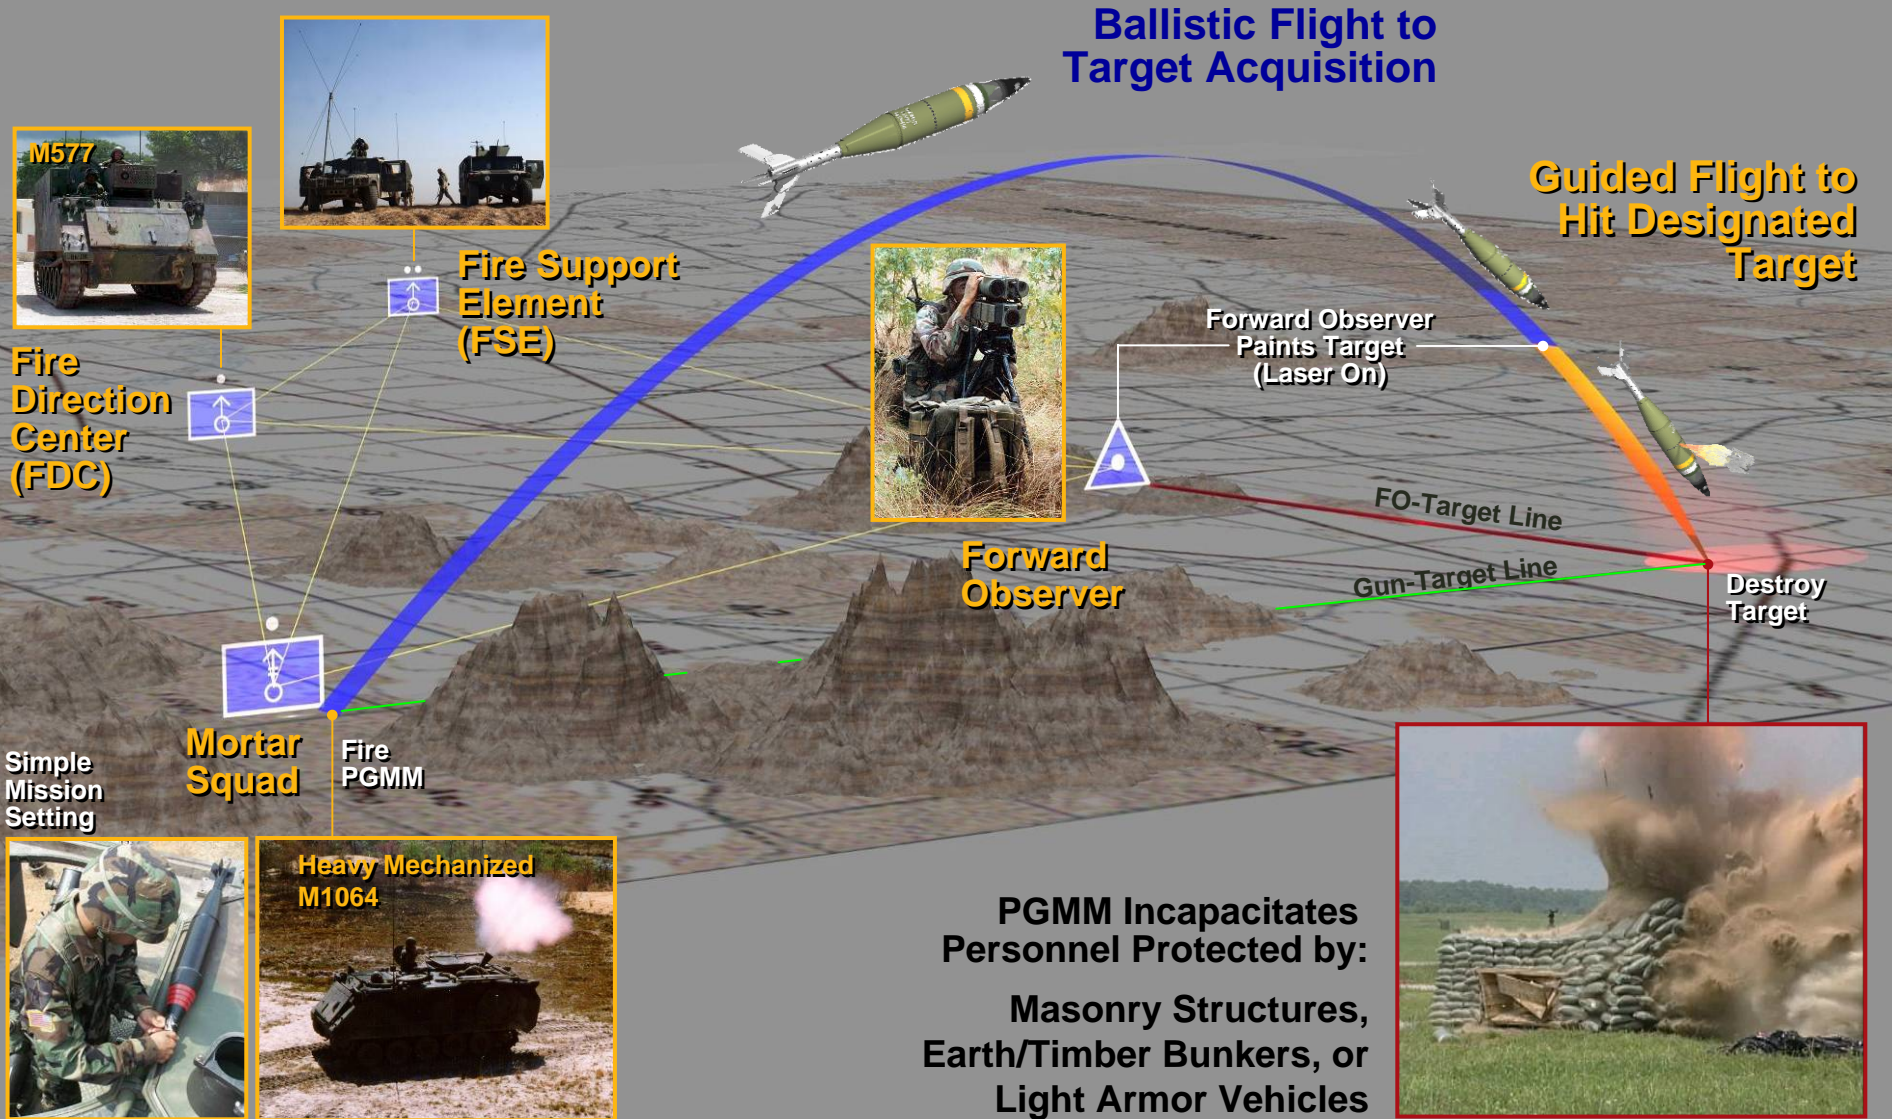 Ballistic Flight to
Target Acquisition
M577
Guided Flight to
Hit Designated
Target
Fire Support
Element
(FSE)
Forward Observer
Paints Target
(Laser On)
Fire
Direction
Center
(FDC)
FO-Target Line
Forward
Observer
Gun-Target Line
Destroy
Target
Mortar
Squad
Fire
PGMM
Simple
Mission
Setting
Heavy Mechanized
M1064
PGMM Incapacitates
Personnel Protected by:
Masonry Structures,
Earth/Timber Bunkers, or
Light Armor Vehicles